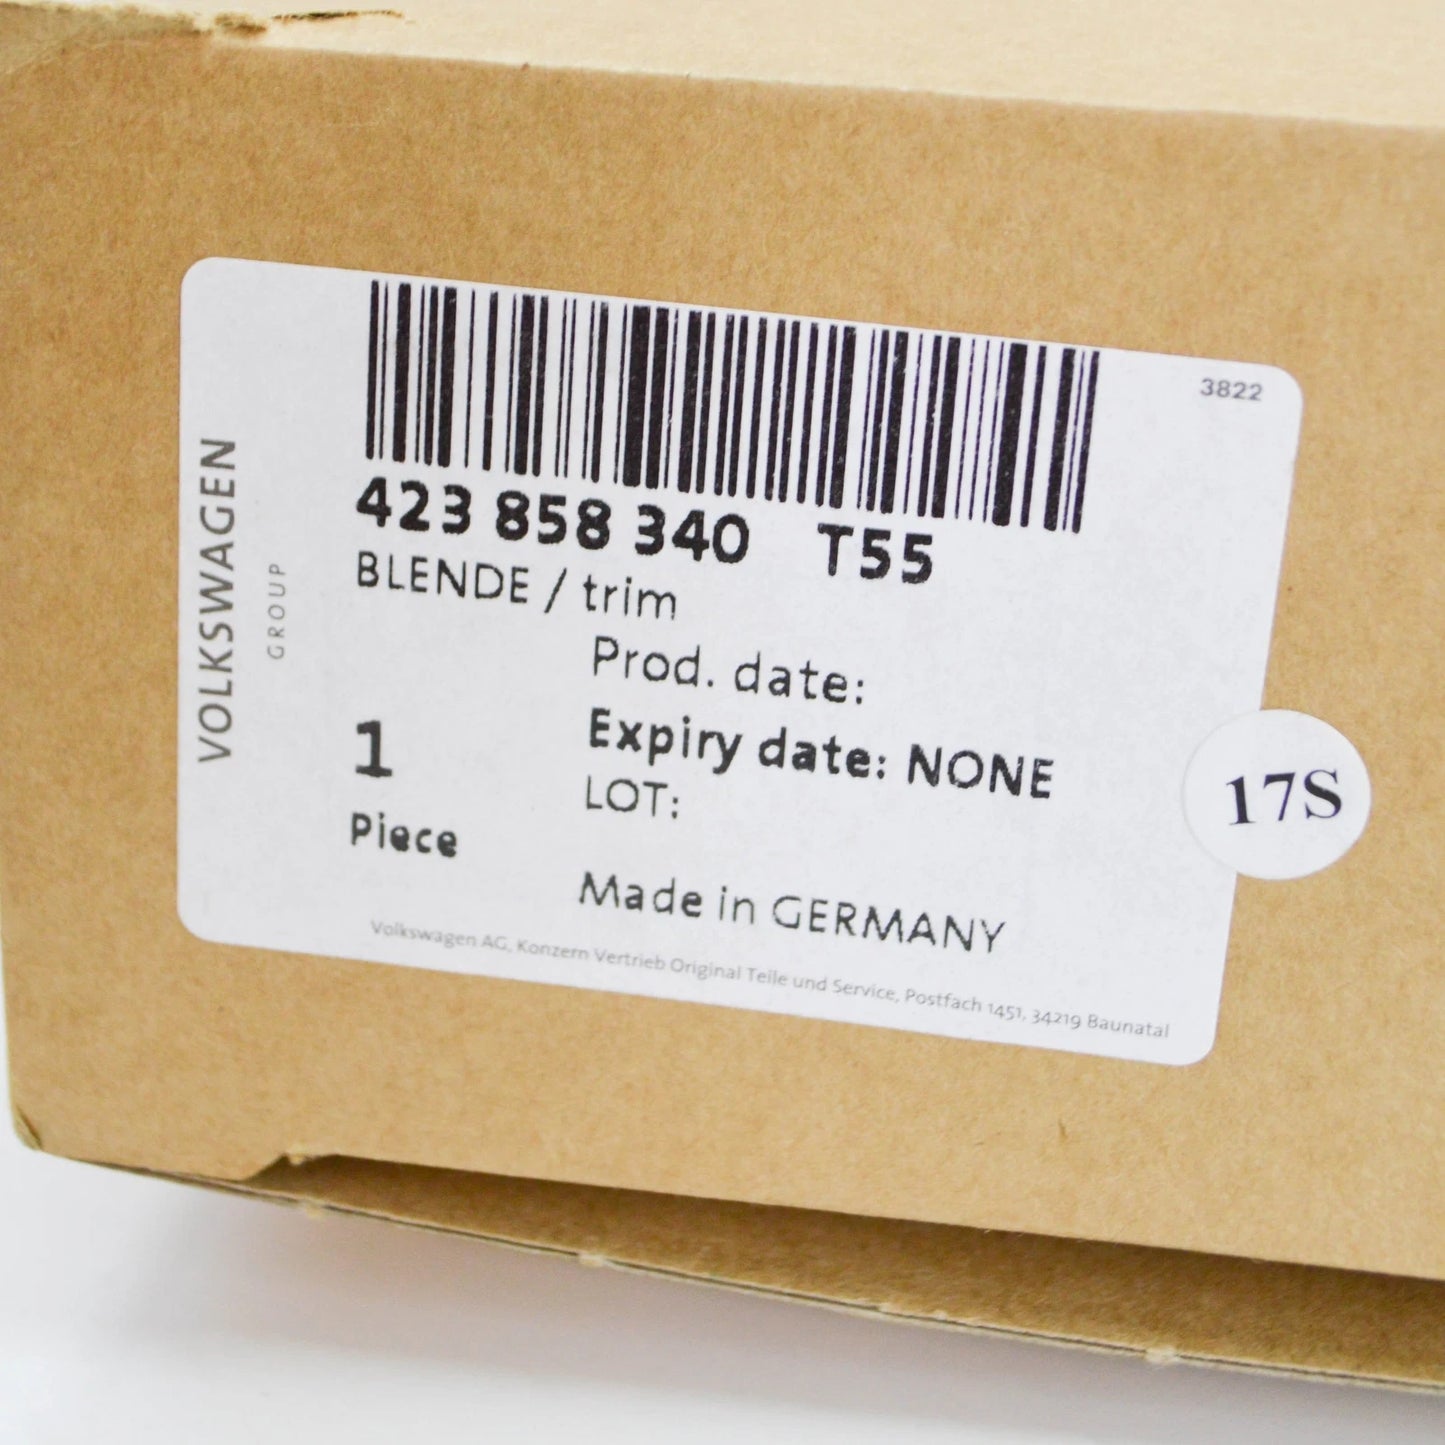 3822
423 858 340 T55
BLENDE / trim
Prod. date:
Expiry date: NONE
LOT:
1
Piece
Made in GERMANY
Volkswagen AG, Konzern Vertrieb Original Teile und Service, Postfach 1451, 34219 Baunatal
VOLKSWAGEN
GROUP
17S